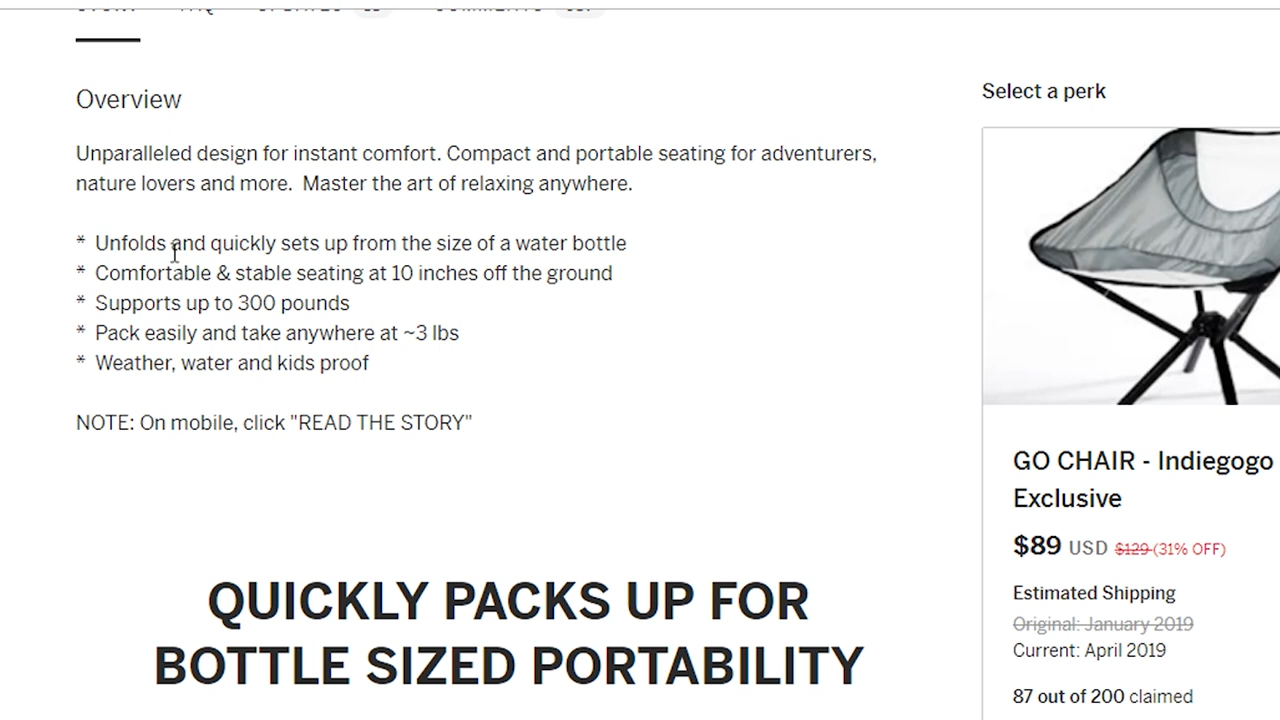 Overview
Unparalleled design for instant comfort. Compact and portable seating for adventurers,
nature lovers and more.  Master the art of relaxing anywhere.
*  Unfolds and quickly sets up from the size of a water bottle
*  Comfortable & stable seating at 10 inches off the ground
*  Supports up to 300 pounds
*  Pack easily and take anywhere at ~3 lbs
*  Weather, water and kids proof
NOTE: On mobile, click "READ THE STORY"
QUICKLY PACKS UP FOR
BOTTLE SIZED PORTABILITY
Select a perk
GO CHAIR - Indiegogo
Exclusive
$89 USD $129 (31% OFF)
Estimated Shipping
Original: January 2019
Current: April 2019
87 out of 200 claimed